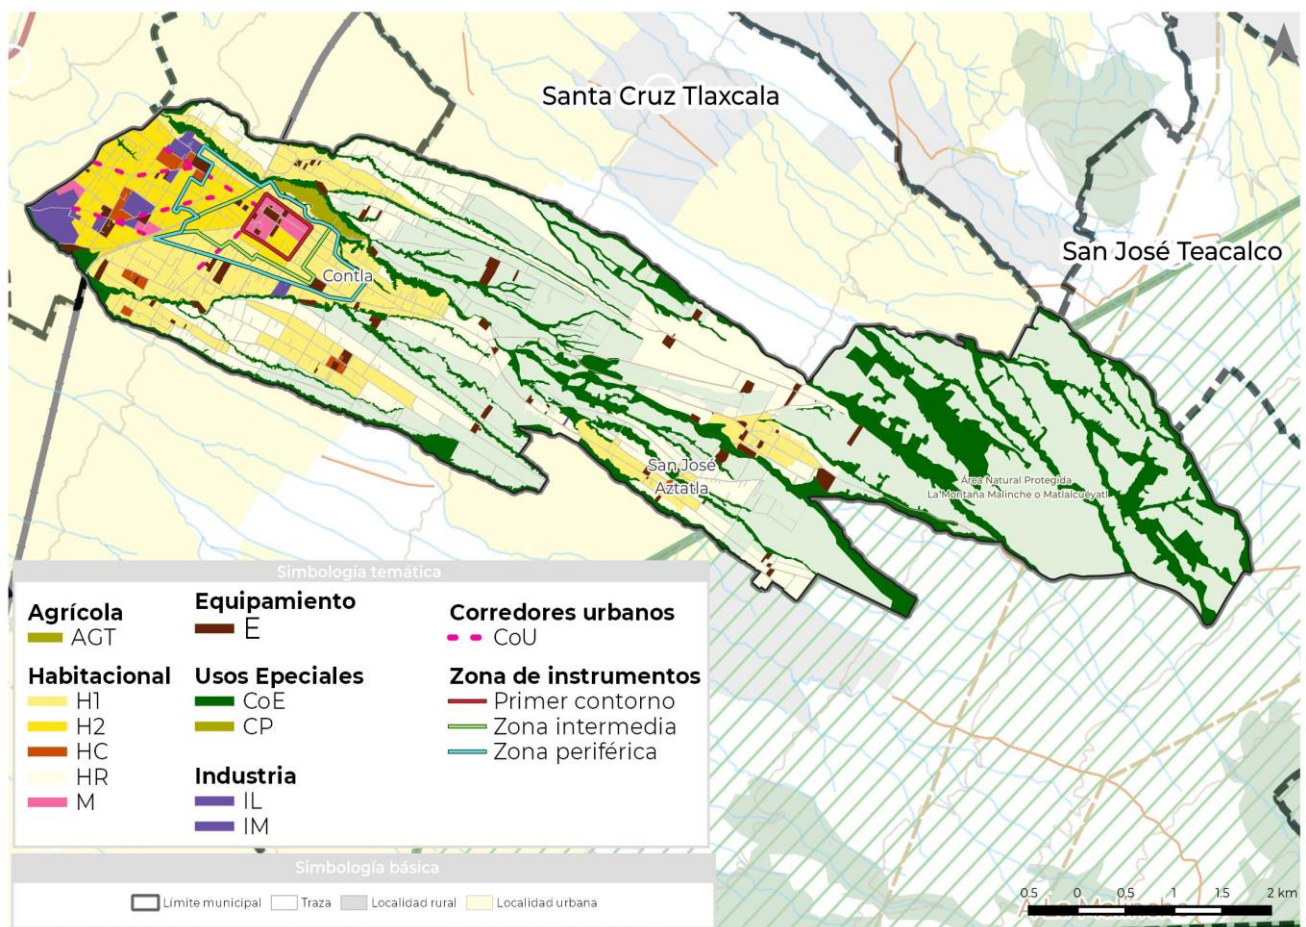 Santa Cruz Tlaxcala
San José Teacalco
Contla
San José
Aztatla
Área Natural Protegida
La Montaña Malinche o Matlalcuéyatl
Simbología temática
Agrícola
AGT
Habitacional
H1
H2
HC
HR
M
Equipamiento
E
Usos Epeciales
CoE
CP
Industria
IL
IM
Corredores urbanos
CoU
Zona de instrumentos
Primer contorno
Zona intermedia
Zona periférica
Simbología básica
Límite municipal
Traza
Localidad rural
Localidad urbana
0.5 0 0.5 1 1.5 2 km